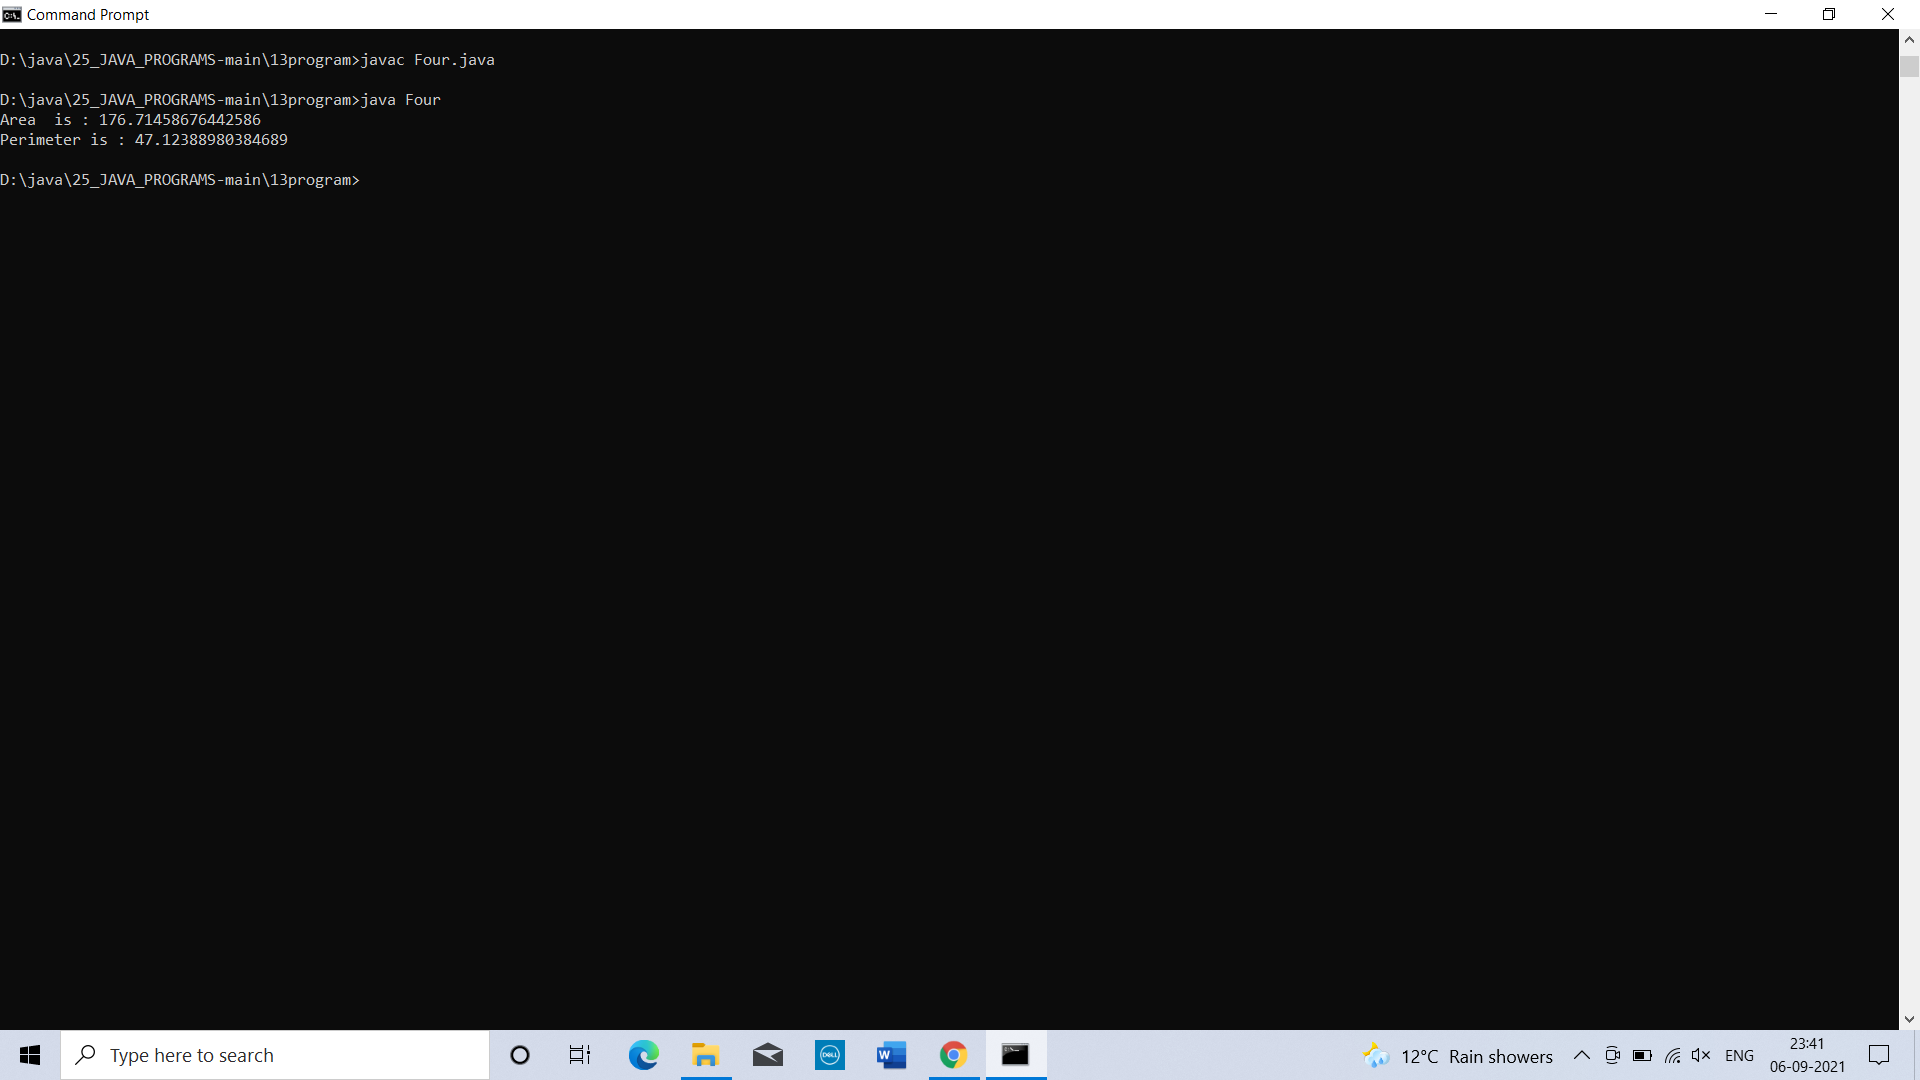 Command Prompt
D:\java\25_JAVA_PROGRAMS-main\13program>javac Four.java
D:\java\25_JAVA_PROGRAMS-main\13program>java Four
Area  is : 176.71458676442586
Perimeter is : 47.12388980384689
D:\java\25_JAVA_PROGRAMS-main\13program>
Type here to search
DELL
W
12°C Rain showers
ENG
23:41
06-09-2021